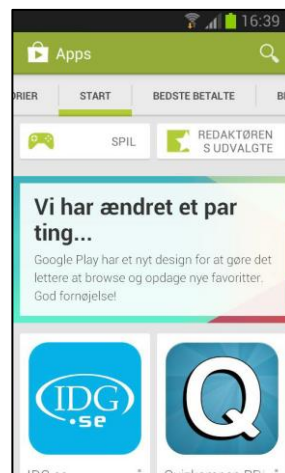 16:39
Apps
RIER START BEDSTE BETALTE
SPIL
REDAKTØREN
S UDVALGTE
Vi har ændret et par
ting...
Google Play har et nyt design for at gøre det
lettere at browse og opdage nye favoritter.
God fornøjelse!
IDG
.se
Q